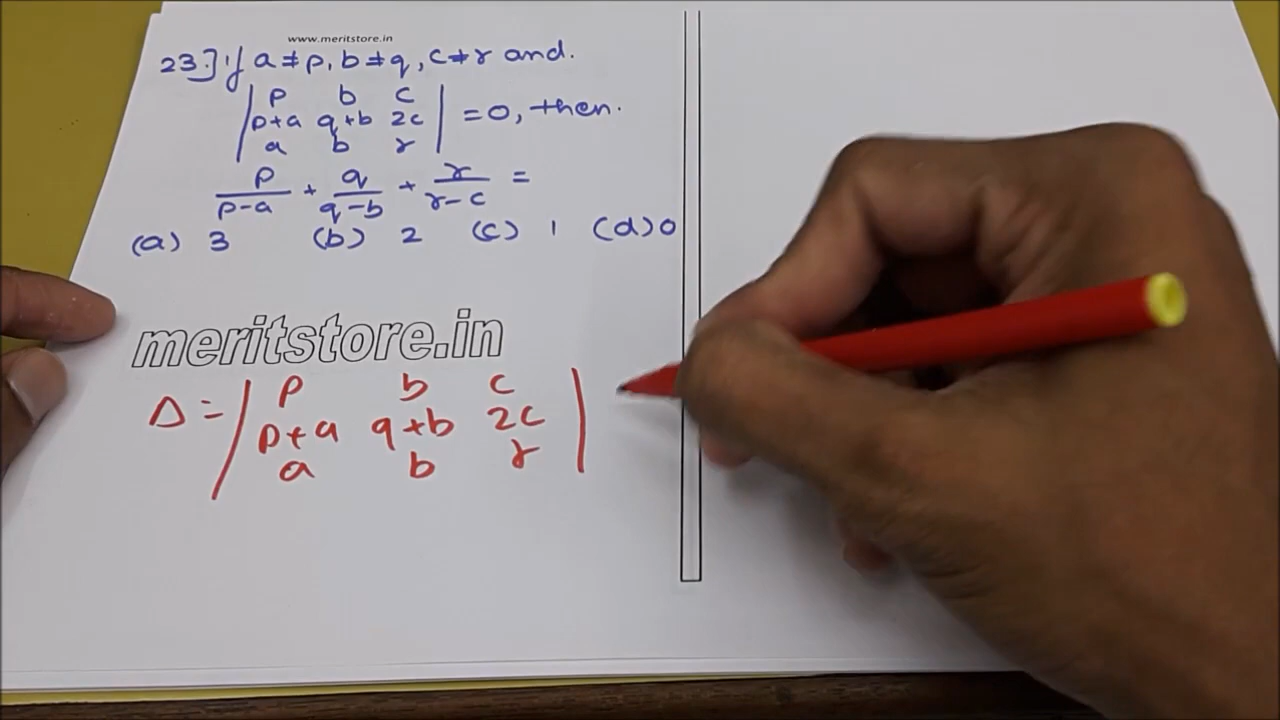 www.meritstore.in
23.] If a ≠ p, b ≠ q, c ≠ r and.
| p b c |
| p+a q+b 2c | = 0, then.
| a b r |
p/(p-a) + q/(q-b) + r/(r-c) =
(a) 3 (b) 2 (c) 1 (d) 0
meritstore.in
Δ = | p b c |
| p+a q+b 2c |
| a b r |